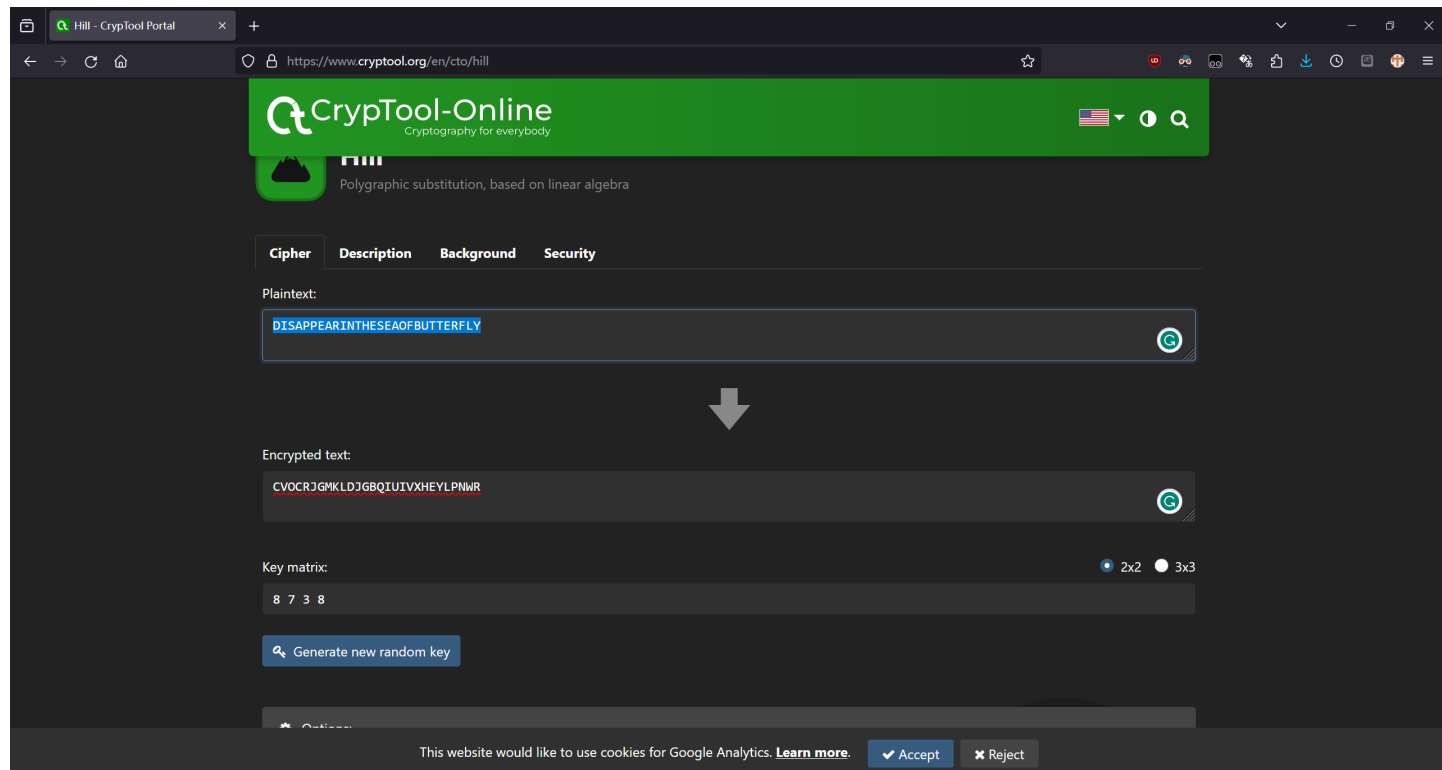 Hill - CrypTool Portal
https://www.cryptool.org/en/cto/hill
CrypTool-Online
Cryptography for everybody
Hill
Polygraphic substitution, based on linear algebra
Cipher Description Background Security
Plaintext:
DISAPPEARINTHESEAOFBUTTERFLY
Encrypted text:
CVOCRJGMKLDJGBQIUIVXHEYLPNWR
Key matrix:
2x2 3x3
8 7 3 8
Generate new random key
Options:
This website would like to use cookies for Google Analytics. Learn more.
Accept
Reject